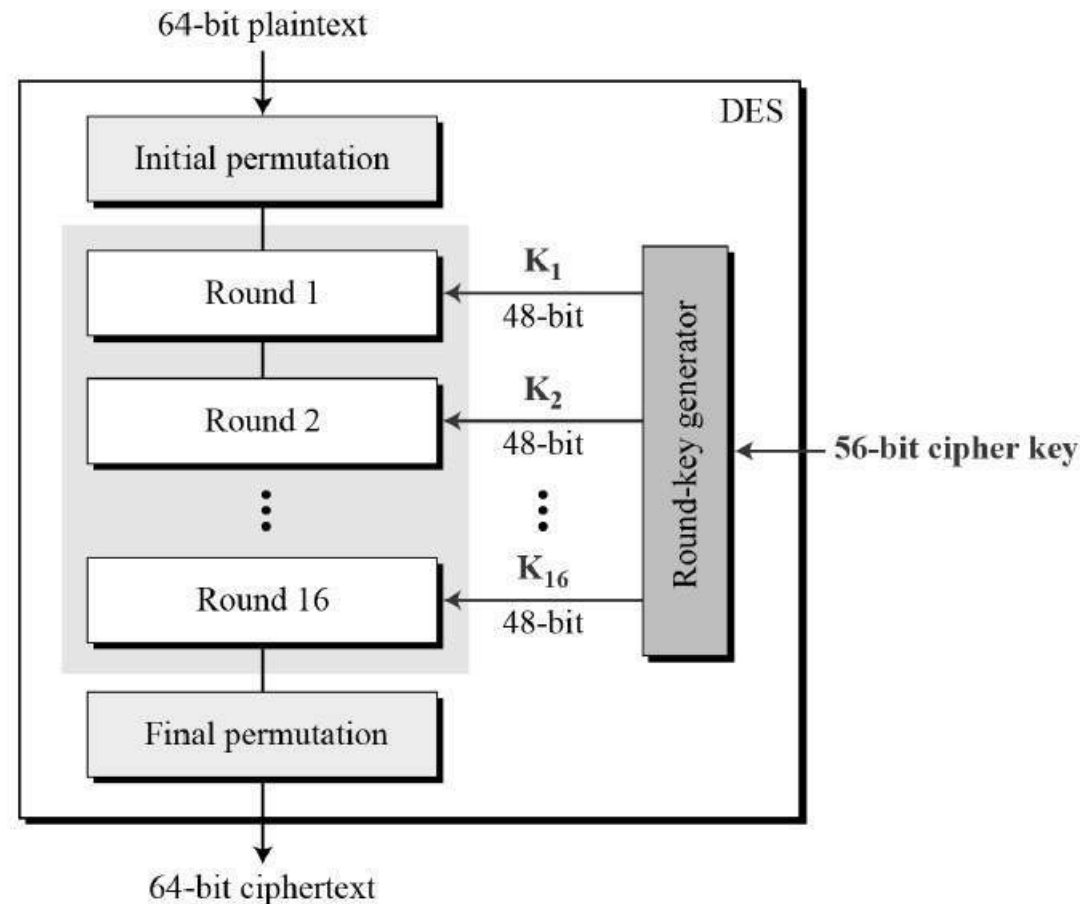 64-bit plaintext
DES
Initial permutation
Round 1
K₁
48-bit
Round 2
K₂
48-bit
Round 16
K₁₆
48-bit
Round-key generator
56-bit cipher key
Final permutation
64-bit ciphertext